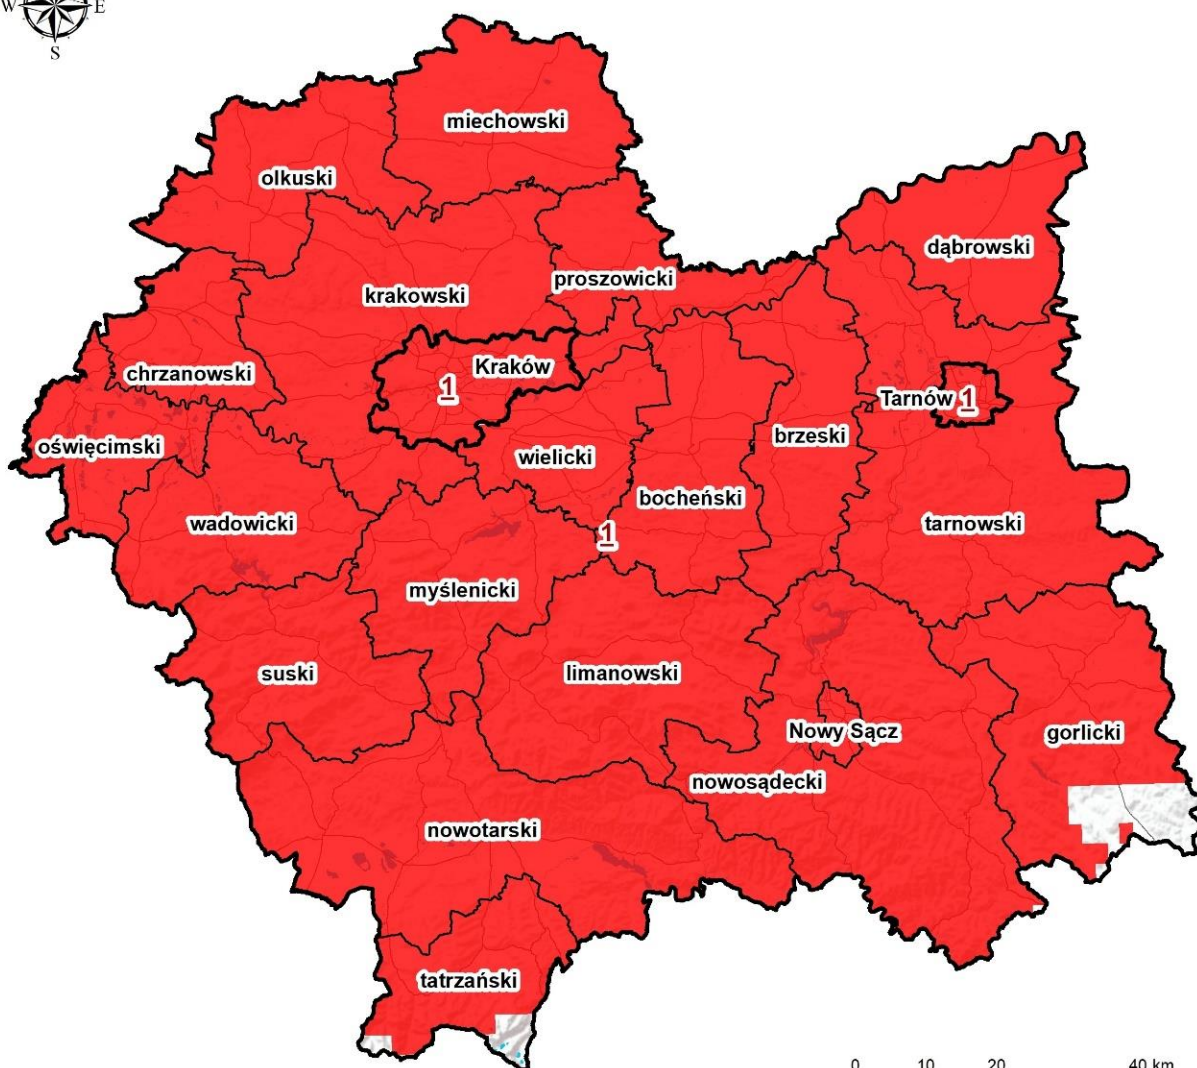 W E
S
miechowski
olkuski
dąbrowski
proszowicki
krakowski
Kraków
chrzanowski
1
Tarnów 1
brzeski
oświęcimski
wielicki
bocheński
wadowicki
tarnowski
1
myślenicki
suski
limanowski
Nowy Sącz
gorlicki
nowosądecki
nowotarski
tatrzański
0 10 20 40 km